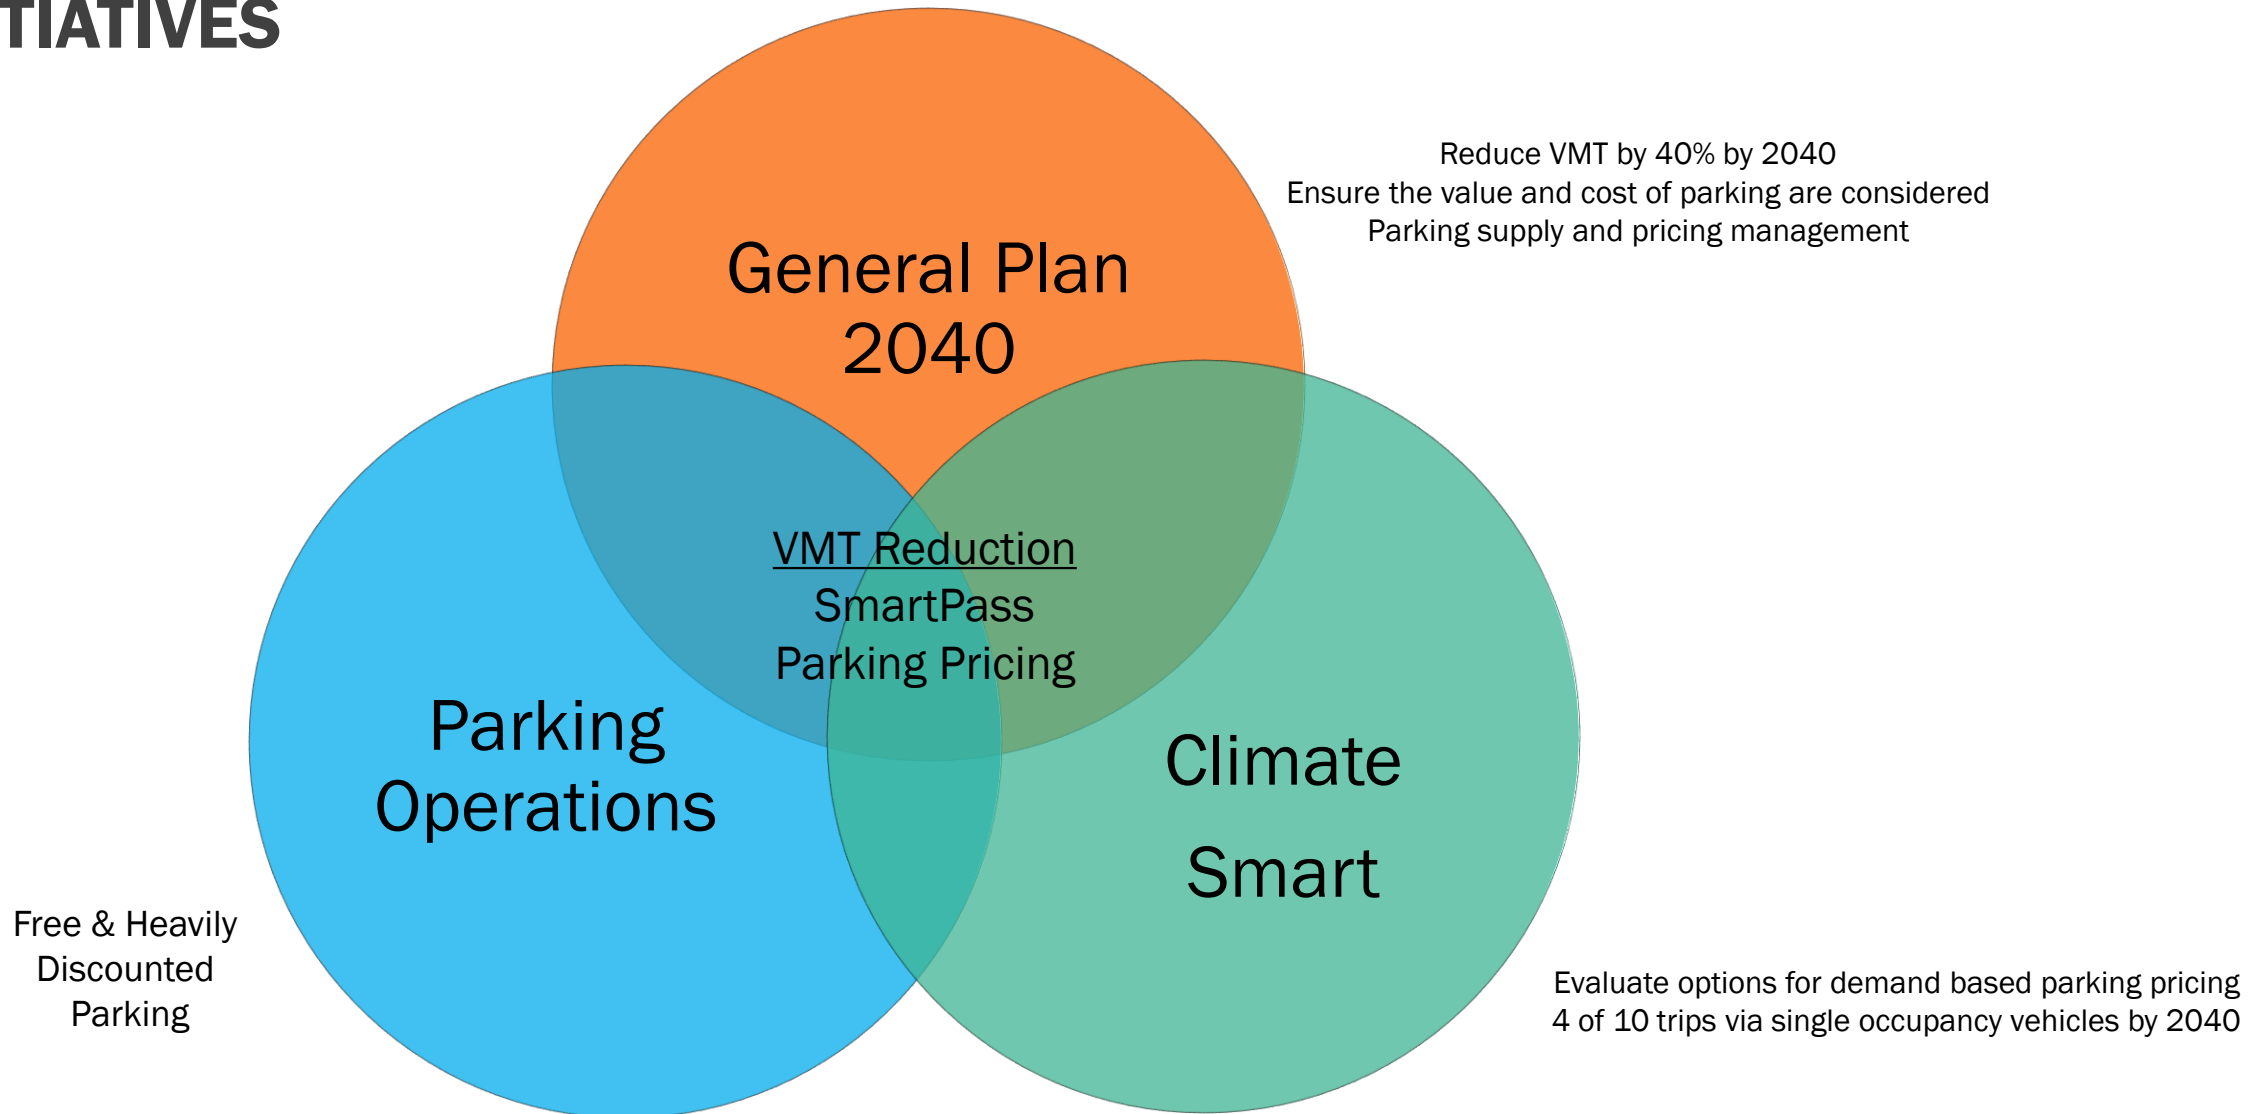 TIATIVES
Reduce VMT by 40% by 2040
Ensure the value and cost of parking are considered
Parking supply and pricing management
General Plan
2040
VMT Reduction
SmartPass
Parking Pricing
Parking
Operations
Climate
Smart
Free & Heavily
Discounted
Parking
Evaluate options for demand based parking pricing
4 of 10 trips via single occupancy vehicles by 2040